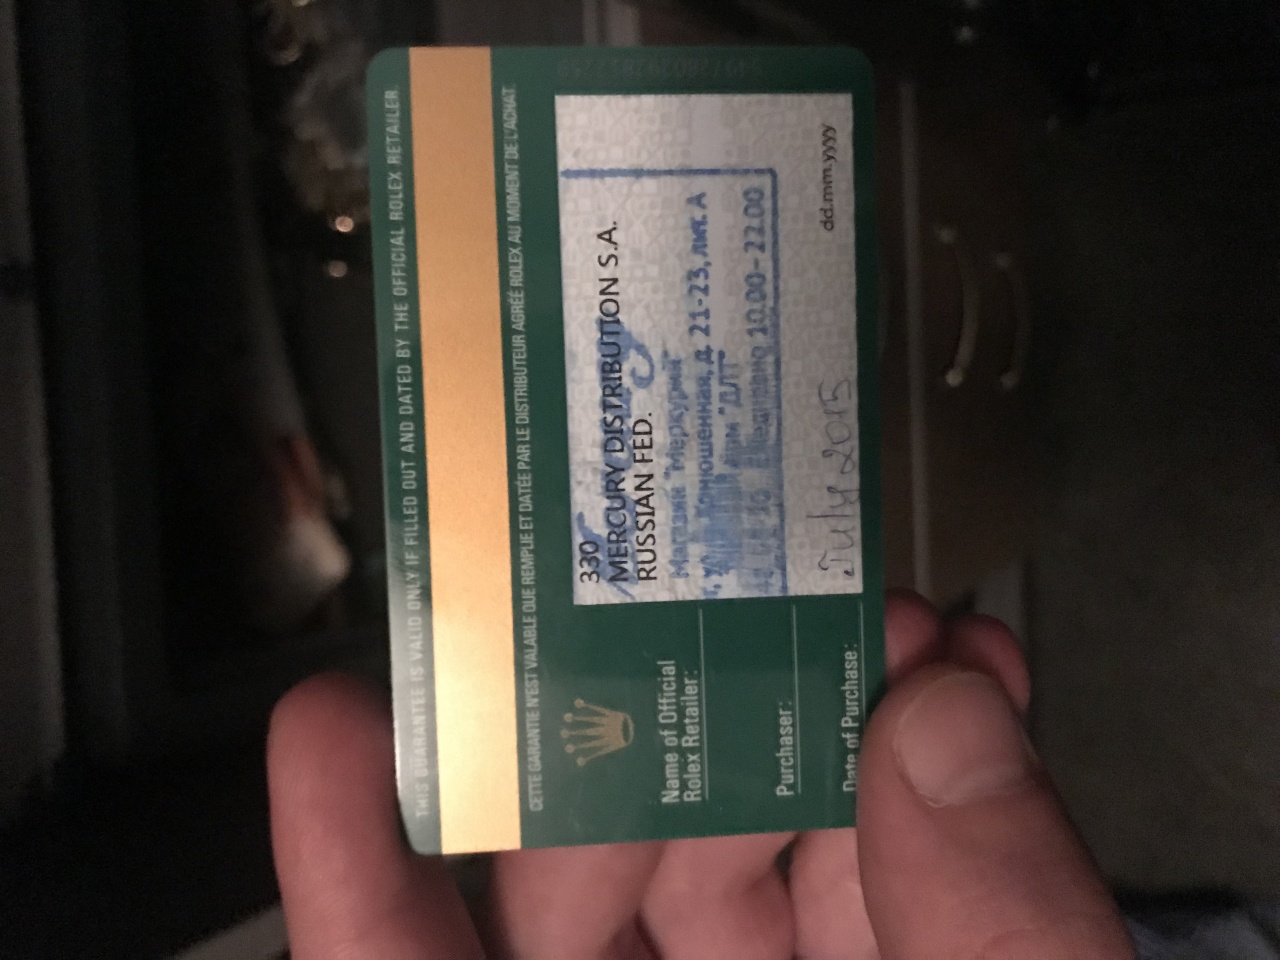 THIS GUARANTEE IS VALID ONLY IF FILLED OUT AND DATED BY THE OFFICIAL ROLEX RETAILER.
CETTE GARANTIE N'EST VALABLE QUE REMPLIE ET DATÉE PAR LE DISTRIBUTEUR AGRÉÉ ROLEX AU MOMENT DE L'ACHAT.
330
MERCURY DISTRIBUTION S.A.
RUSSIAN FED.
Name of Official
Rolex Retailer:
Магазин "Меркурий"
Конюшенная, д. 21-23, лит. А
"ДЛТ"
10.00-22.00
Purchaser:
Date of Purchase:
July 2015
dd.mm.yyyy